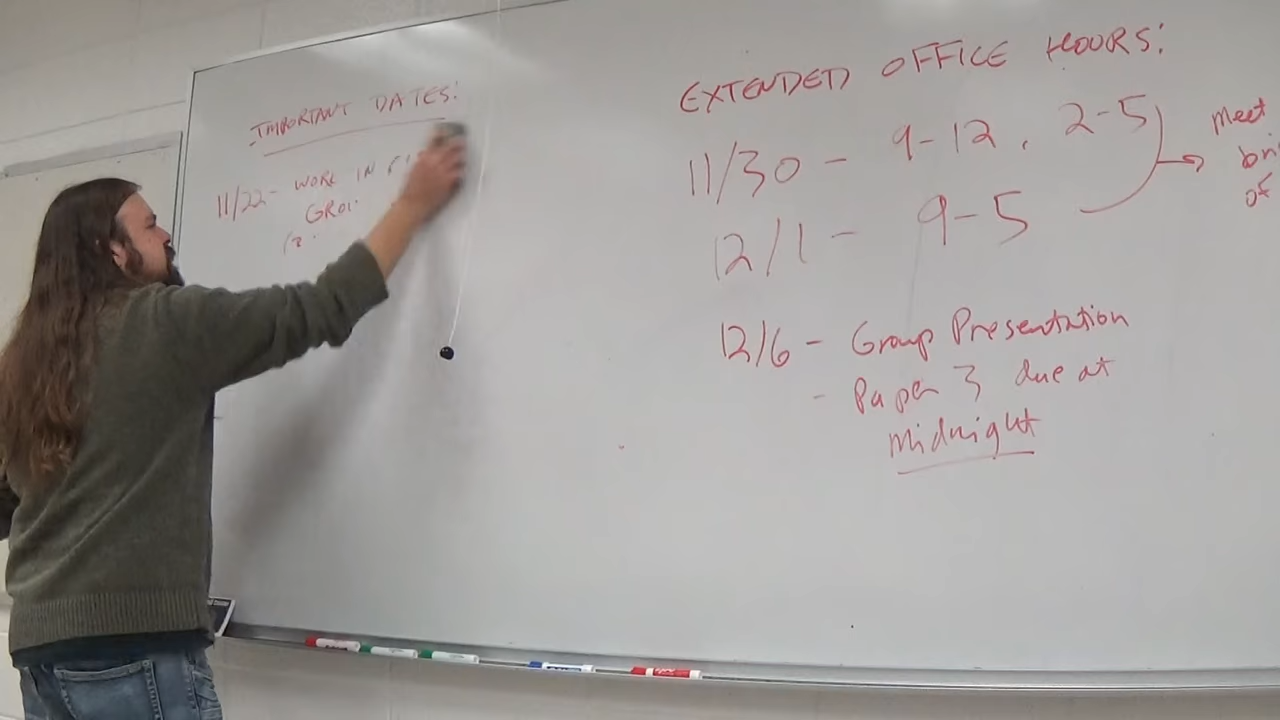 IMPORTANT DATES:
11/22 - WORK IN
EXTENDED OFFICE HOURS:
11/30 - 9-12, 2-5
12/1 - 9-5
Meet
of
12/6 - Group Presentation
- Paper 3 due at
Midnight